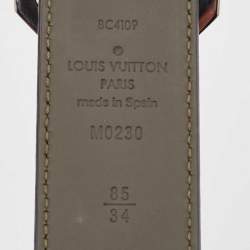 BC4109
LOUIS VUITTON
PARIS
made in Spain
M0230
85
34